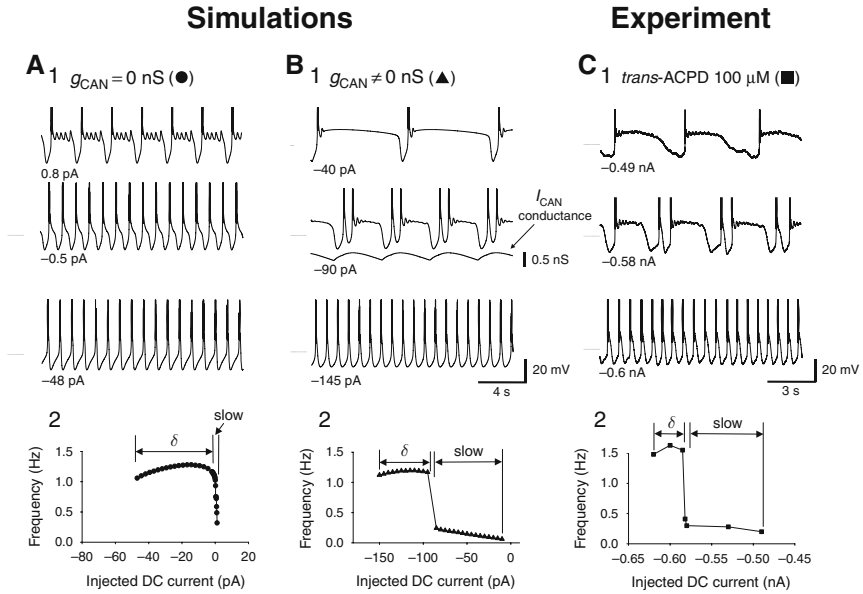 Simulations
Experiment
A 1 gCAN = 0 nS (●)
B 1 gCAN ≠ 0 nS (▲)
C 1 trans-ACPD 100 μM (■)
0.8 pA
−0.5 pA
−48 pA
−40 pA
ICAN
conductance
−90 pA
0.5 nS
−145 pA
20 mV
4 s
−0.49 nA
−0.58 nA
−0.6 nA
20 mV
3 s
2
slow
δ
Frequency (Hz)
1.5
1.0
0.5
0.0
−80 −60 −40 −20 0 20
Injected DC current (pA)
2
δ
slow
Frequency (Hz)
1.5
1.0
0.5
0.0
−150 −100 −50 0
Injected DC current (pA)
2
δ
slow
Frequency (Hz)
1.5
1.0
0.5
0
−0.65 −0.60 −0.55 −0.50 −0.45
Injected DC current (nA)